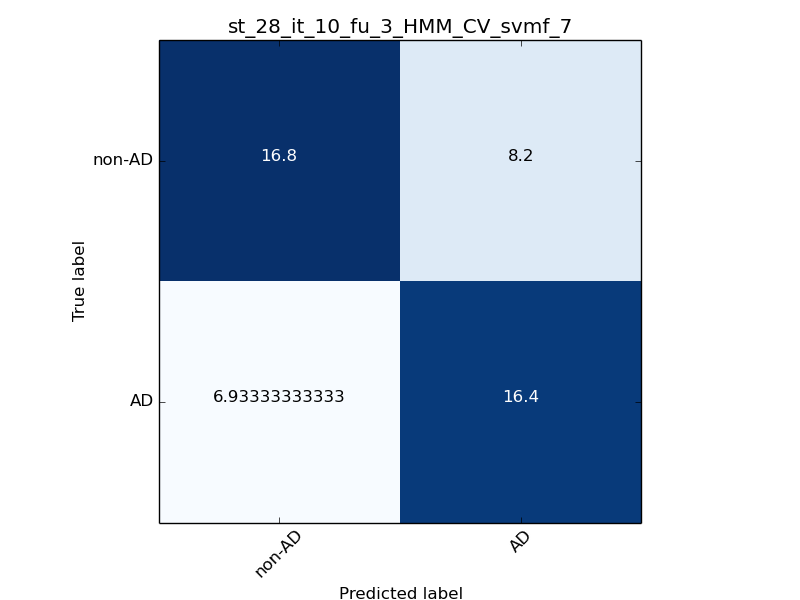 st_28_it_10_fu_3_HMM_CV_svmf_7
non-AD
16.8
8.2
True label
AD
6.93333333333
16.4
non-AD
AD
Predicted label